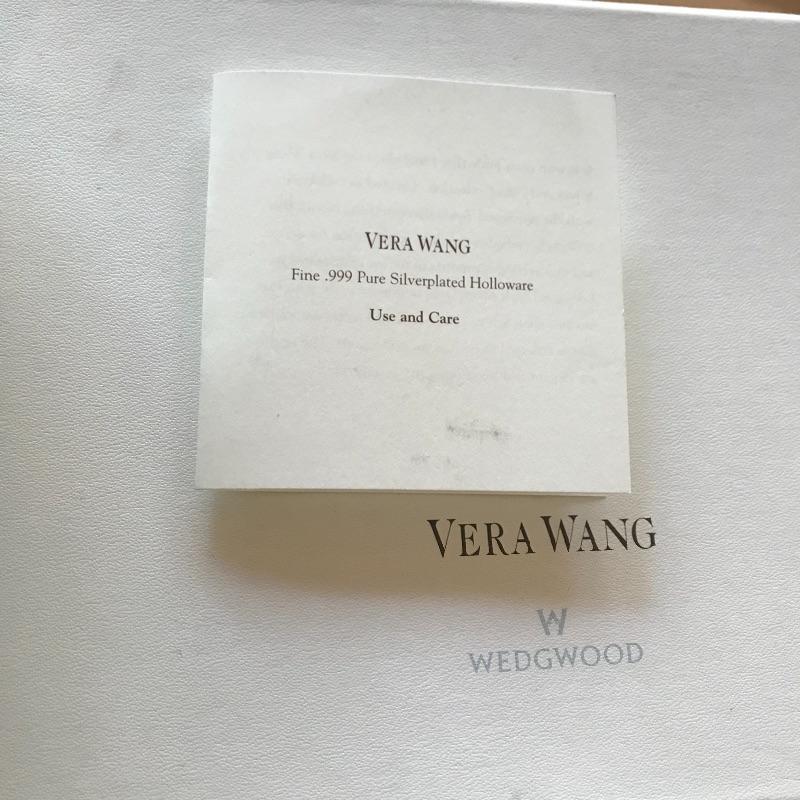 VERA WANG
Fine .999 Pure Silverplated Holloware
Use and Care
VERA WANG
W
WEDGWOOD